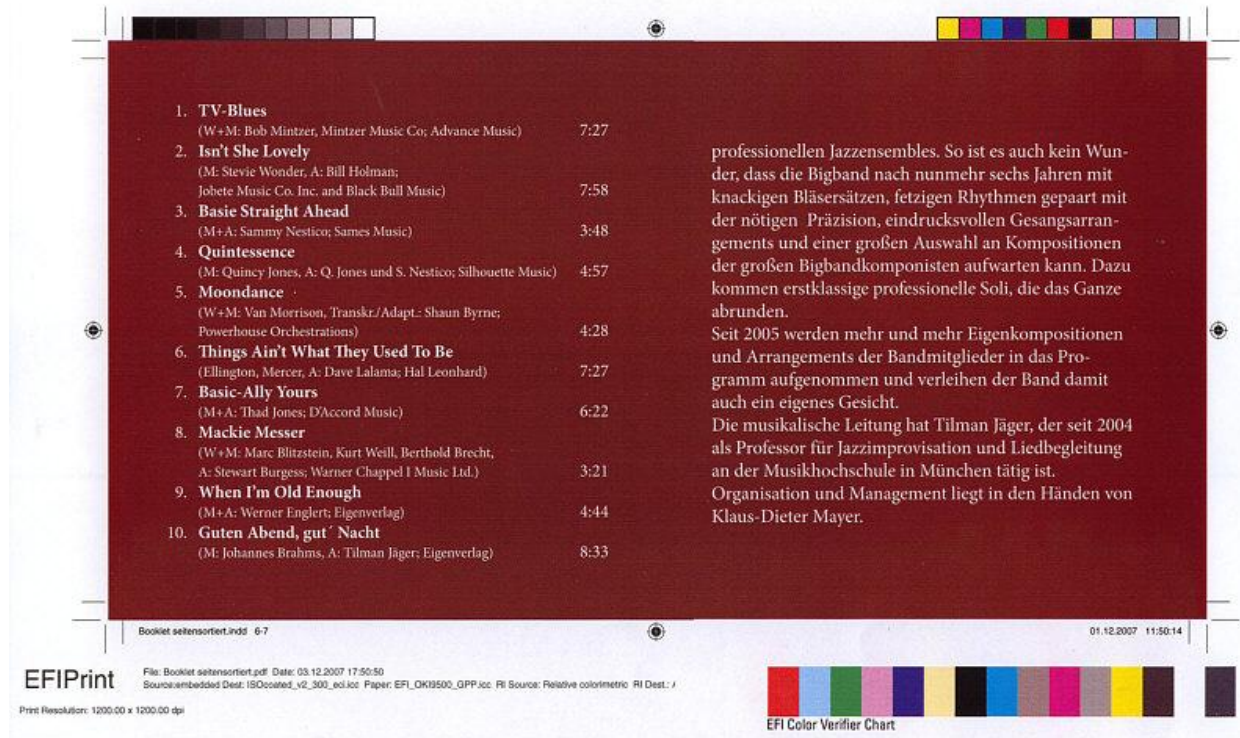 1. TV-Blues
(W+M: Bob Mintzer, Mintzer Music Co; Advance Music) 7:27
2. Isn't She Lovely
(M: Stevie Wonder, A: Bill Holman;
Jobete Music Co. Inc. and Black Bull Music) 7:58
3. Basie Straight Ahead
(M+A: Sammy Nestico; Sames Music) 3:48
4. Quintessence
(M: Quincy Jones, A: Q. Jones und S. Nestico; Silhouette Music) 4:57
5. Moondance
(W+M: Van Morrison, Transkr./Adapt.: Shaun Byrne;
Powerhouse Orchestrations) 4:28
6. Things Ain't What They Used To Be
(Ellington, Mercer, A: Dave Lalama; Hal Leonhard) 7:27
7. Basic-Ally Yours
(M+A: Thad Jones; D'Accord Music) 6:22
8. Mackie Messer
(W+M: Marc Blitzstein, Kurt Weill, Berthold Brecht,
A: Stewart Burgess; Warner Chappel I Music Ltd.) 3:21
9. When I'm Old Enough
(M+A: Werner Englert; Eigenverlag) 4:44
10. Guten Abend, gut´ Nacht
(M: Johannes Brahms, A: Tilman Jäger; Eigenverlag) 8:33
professionellen Jazzensembles. So ist es auch kein Wun-
der, dass die Bigband nach nunmehr sechs Jahren mit
knackigen Bläsersätzen, fetzigen Rhythmen gepaart mit
der nötigen Präzision, eindrucksvollen Gesangsarran-
gements und einer großen Auswahl an Kompositionen
der großen Bigbandkomponisten aufwarten kann. Dazu
kommen erstklassige professionelle Soli, die das Ganze
abrunden.
Seit 2005 werden mehr und mehr Eigenkompositionen
und Arrangements der Bandmitglieder in das Pro-
gramm aufgenommen und verleihen der Band damit
auch ein eigenes Gesicht.
Die musikalische Leitung hat Tilman Jäger, der seit 2004
als Professor für Jazzimprovisation und Liedbegleitung
an der Musikhochschule in München tätig ist.
Organisation und Management liegt in den Händen von
Klaus-Dieter Mayer.
Booklet seitensortiert.indd 6-7
01.12.2007 11:50:14
EFIPrint
File: Booklet seitensortiert.pdf Date: 03.12.2007 17:50:50
Source:embedded Dest: ISOcoated_v2_300_eci.icc Paper: EFI_OKI9500_GPP.icc RI Source: Relative colorimetric RI Dest.:
Print Resolution: 1200.00 x 1200.00 dpi
EFI Color Verifier Chart